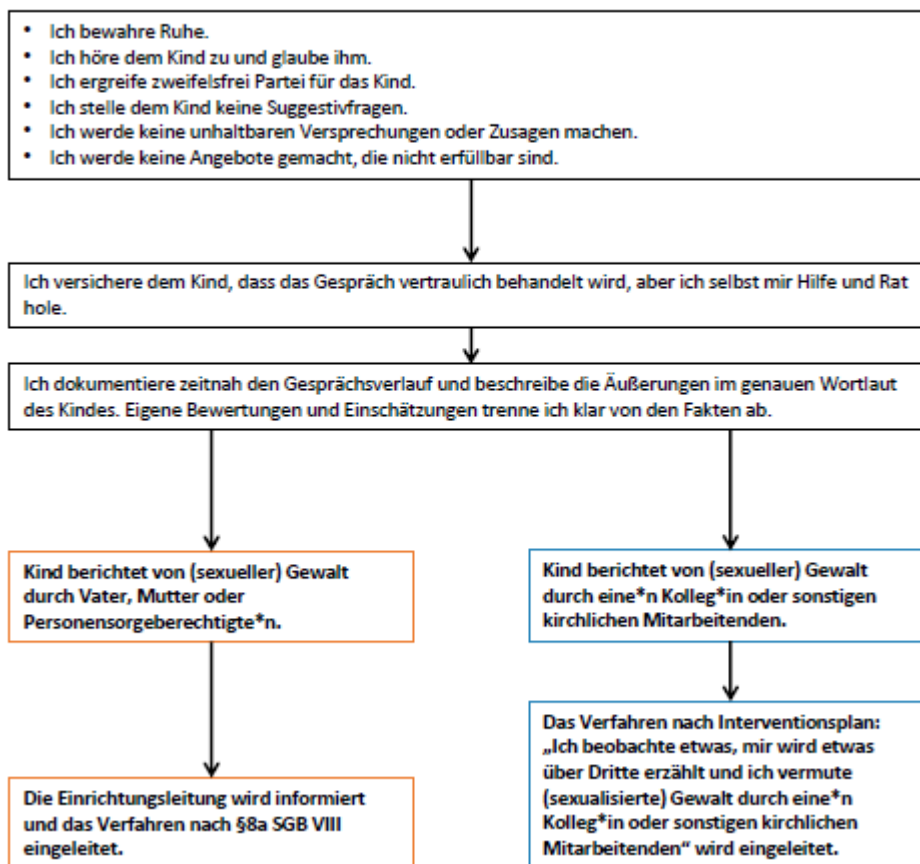 • Ich bewahre Ruhe.
• Ich höre dem Kind zu und glaube ihm.
• Ich ergreife zweifelsfrei Partei für das Kind.
• Ich stelle dem Kind keine Suggestivfragen.
• Ich werde keine unhaltbaren Versprechungen oder Zusagen machen.
• Ich werde keine Angebote gemacht, die nicht erfüllbar sind.
Ich versichere dem Kind, dass das Gespräch vertraulich behandelt wird, aber ich selbst mir Hilfe und Rat
hole.
Ich dokumentiere zeitnah den Gesprächsverlauf und beschreibe die Äußerungen im genauen Wortlaut
des Kindes. Eigene Bewertungen und Einschätzungen trenne ich klar von den Fakten ab.
Kind berichtet von (sexueller) Gewalt
durch Vater, Mutter oder
Personensorgeberechtigte*n.
Die Einrichtungsleitung wird informiert
und das Verfahren nach §8a SGB VIII
eingeleitet.
Kind berichtet von (sexueller) Gewalt
durch eine*n Kolleg*in oder sonstigen
kirchlichen Mitarbeitenden.
Das Verfahren nach Interventionsplan:
„Ich beobachte etwas, mir wird etwas
über Dritte erzählt und ich vermute
(sexualisierte) Gewalt durch eine*n
Kolleg*in oder sonstigen kirchlichen
Mitarbeitenden“ wird eingeleitet.